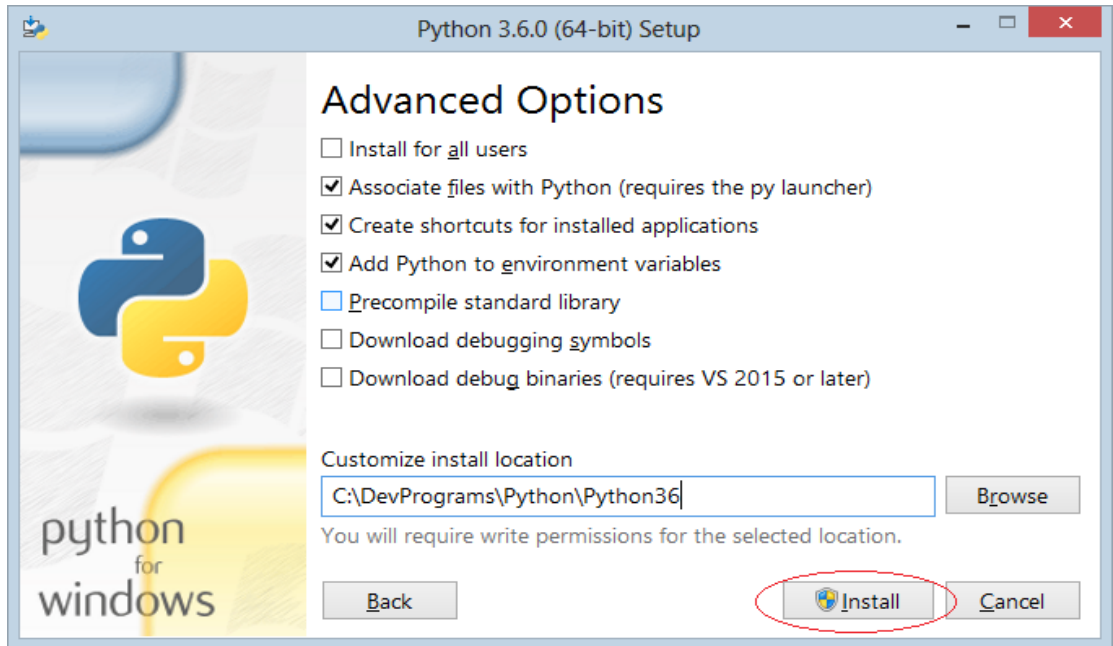 Python 3.6.0 (64-bit) Setup
Advanced Options
Install for all users
Associate files with Python (requires the py launcher)
Create shortcuts for installed applications
Add Python to environment variables
Precompile standard library
Download debugging symbols
Download debug binaries (requires VS 2015 or later)
Customize install location
C:\DevPrograms\Python\Python36
Browse
You will require write permissions for the selected location.
python
for
windows
Back
Install
Cancel